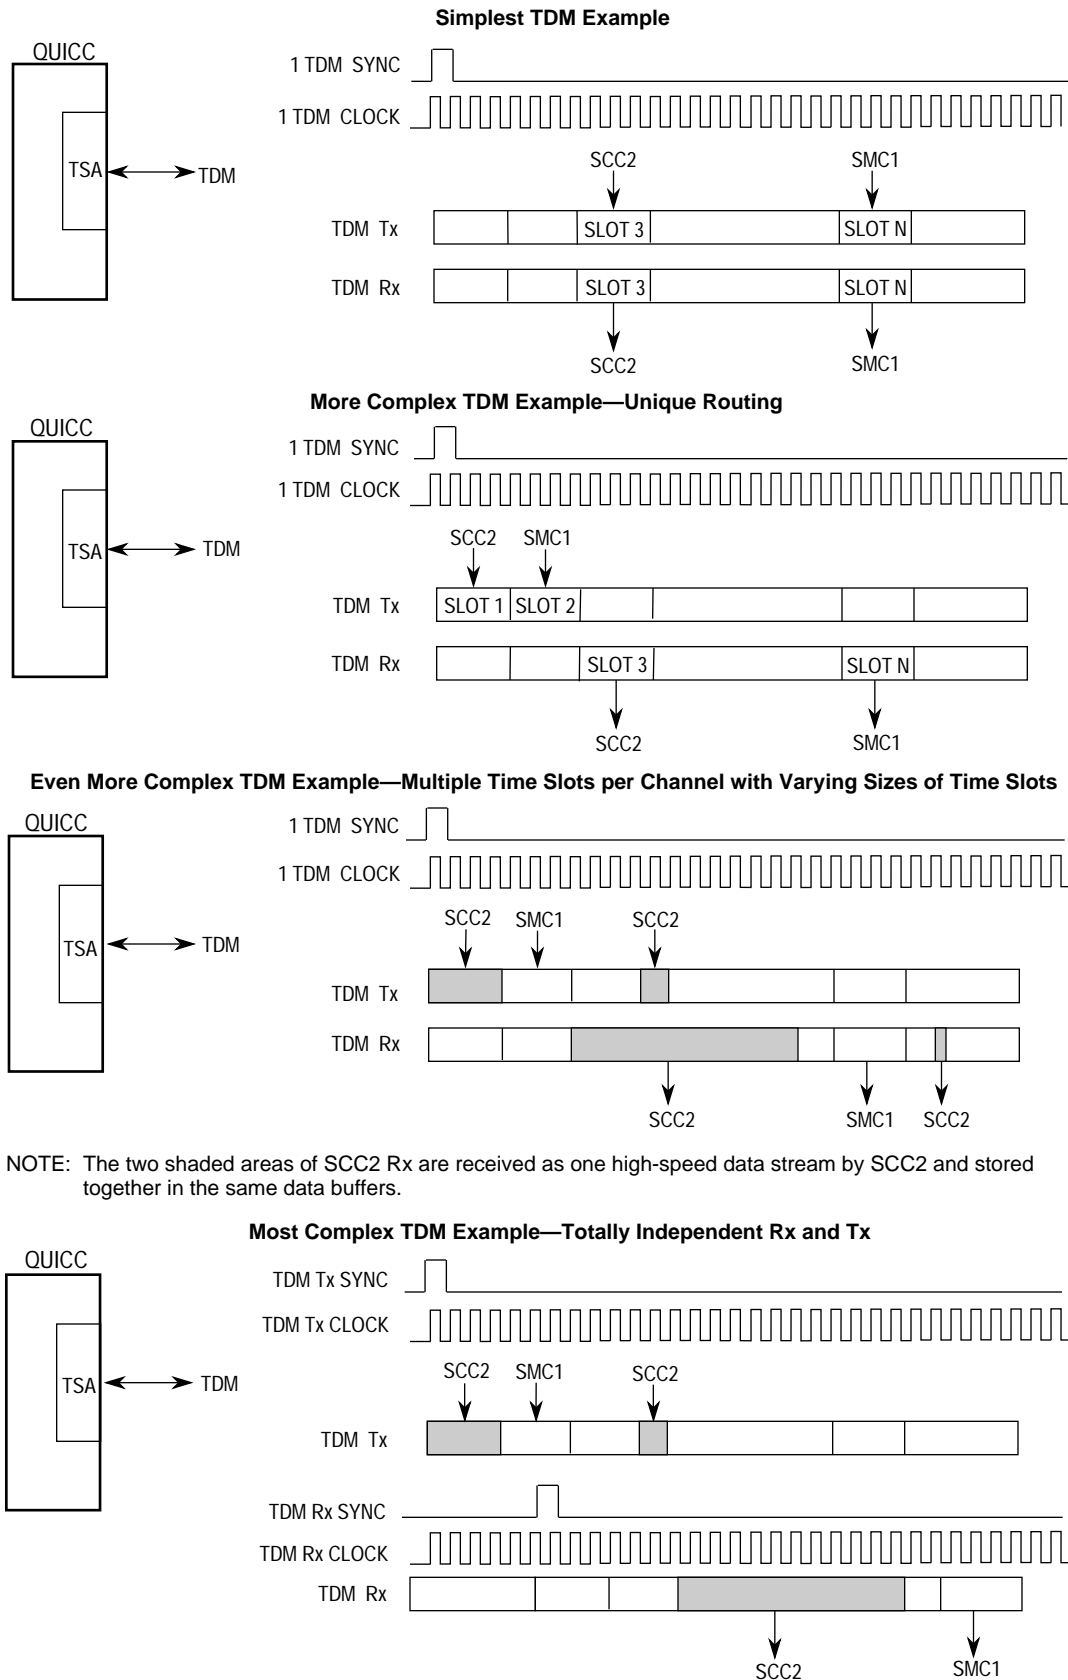 Simplest TDM Example
QUICC
1 TDM SYNC
1 TDM CLOCK
SCC2 SMC1
TSA TDM
TDM Tx SLOT 3 SLOT N
TDM Rx SLOT 3 SLOT N
SCC2 SMC1
More Complex TDM Example—Unique Routing
QUICC
1 TDM SYNC
1 TDM CLOCK
SCC2 SMC1
TSA TDM
TDM Tx SLOT 1 SLOT 2
TDM Rx SLOT 3 SLOT N
SCC2 SMC1
Even More Complex TDM Example—Multiple Time Slots per Channel with Varying Sizes of Time Slots
QUICC
1 TDM SYNC
1 TDM CLOCK
SCC2 SMC1 SCC2
TSA TDM
TDM Tx
TDM Rx
SCC2 SMC1 SCC2
NOTE: The two shaded areas of SCC2 Rx are received as one high-speed data stream by SCC2 and stored
together in the same data buffers.
Most Complex TDM Example—Totally Independent Rx and Tx
QUICC
TDM Tx SYNC
TDM Tx CLOCK
SCC2 SMC1 SCC2
TSA TDM
TDM Tx
TDM Rx SYNC
TDM Rx CLOCK
TDM Rx
SCC2 SMC1